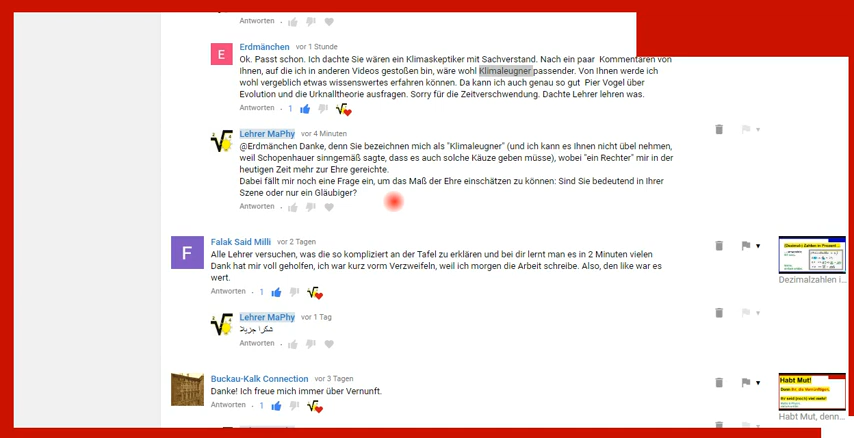 Antworten
E
Erdmänchen vor 1 Stunde
Ok. Passt schon. Ich dachte Sie wären ein Klimaskeptiker mit Sachverstand. Nach ein paar Kommentaren von
Ihnen, auf die ich in anderen Videos gestoßen bin, wäre wohl Klimaleugner passender. Von Ihnen werde ich
wohl vergeblich etwas wissenswertes erfahren können. Da kann ich auch genau so gut Pier Vogel über
Evolution und die Urknalltheorie ausfragen. Sorry für die Zeitverschwendung. Dachte Lehrer lehren was.
Antworten . 1
Lehrer MaPhy vor 4 Minuten
@Erdmänchen Danke, denn Sie bezeichnen mich als "Klimaleugner" (und ich kann es Ihnen nicht übel nehmen,
weil Schopenhauer sinngemäß sagte, dass es auch solche Käuze geben müsse), wobei "ein Rechter" mir in der
heutigen Zeit mehr zur Ehre gereichte.
Dabei fällt mir noch eine Frage ein, um das Maß der Ehre einschätzen zu können: Sind Sie bedeutend in Ihrer
Szene oder nur ein Gläubiger?
Antworten
F
Falak Said Milli vor 2 Tagen
Alle Lehrer versuchen, was die so kompliziert an der Tafel zu erklären und bei dir lernt man es in 2 Minuten vielen
Dank hat mir voll geholfen, ich war kurz vorm Verzweifeln, weil ich morgen die Arbeit schreibe. Also, den like war es
wert.
Antworten . 1
Dezimalzahlen i...
Lehrer MaPhy vor 1 Tag
شكرا جزيلا
Antworten
Buckau-Kalk Connection vor 3 Tagen
Danke! Ich freue mich immer über Vernunft.
Antworten . 1
Habt Mut!
Habt Mut, denn...